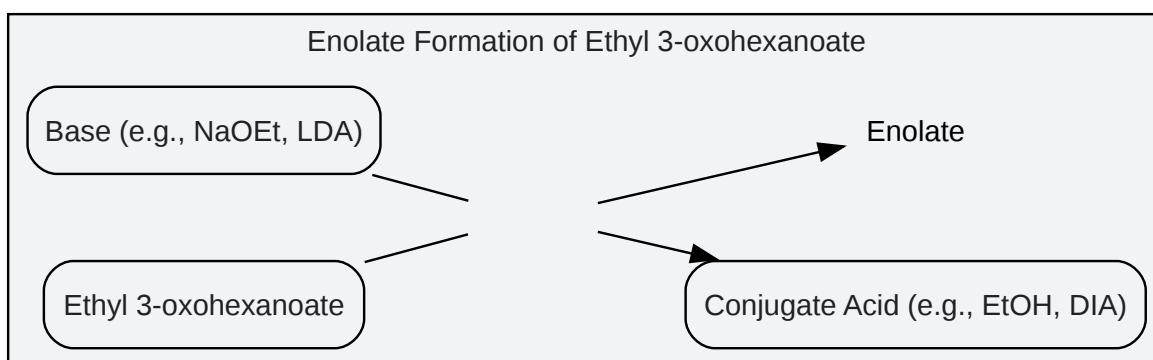 Enolate Formation of Ethyl 3-oxohexanoate
Base (e.g., NaOEt, LDA)
Enolate
Ethyl 3-oxohexanoate
Conjugate Acid (e.g., EtOH, DIA)